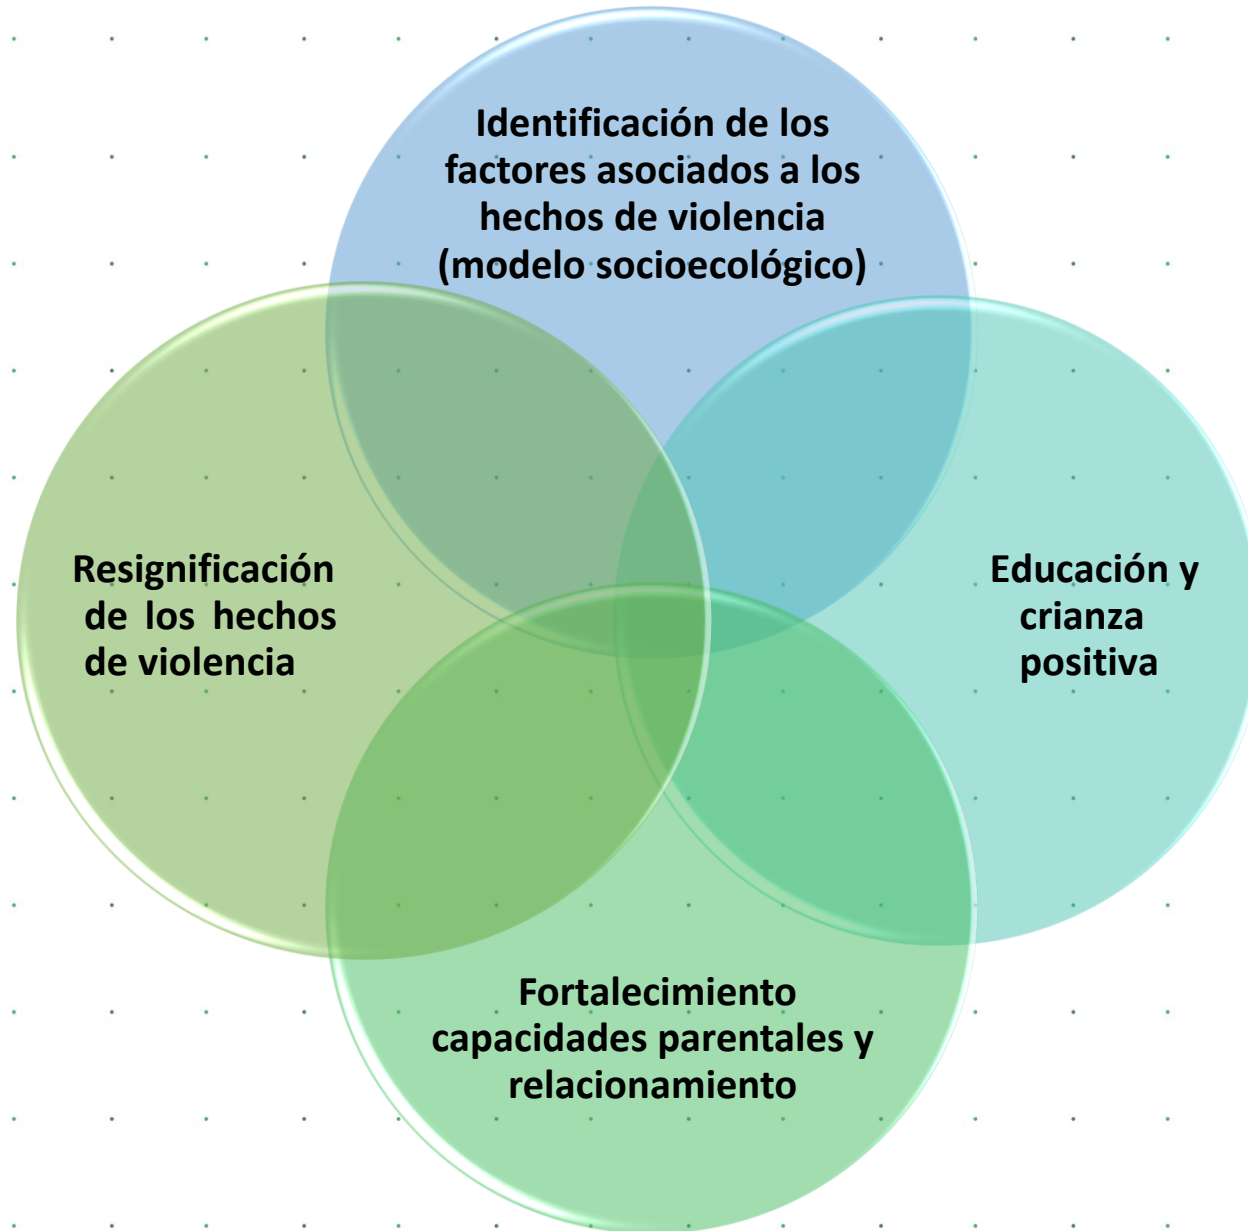 Identificación de los
factores asociados a los
hechos de violencia
(modelo socioecológico)
Resignificación
de los hechos
de violencia
Educación y
crianza
positiva
Fortalecimiento
capacidades parentales y
relacionamiento